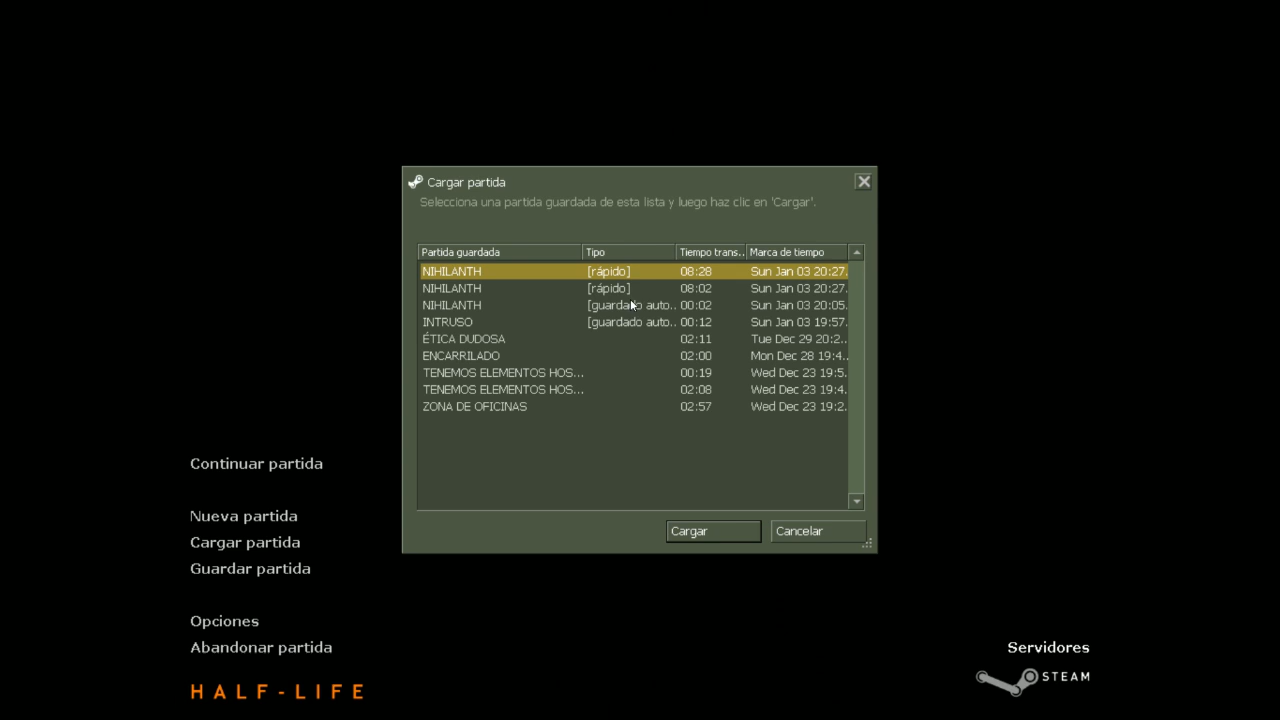 Cargar partida
Selecciona una partida guardada de esta lista y luego haz clic en 'Cargar'.
Partida guardada Tipo Tiempo trans.. Marca de tiempo
NIHILANTH [rápido] 08:28 Sun Jan 03 20:27.
NIHILANTH [rápido] 08:02 Sun Jan 03 20:27.
NIHILANTH [guardado auto.. 00:02 Sun Jan 03 20:05.
INTRUSO [guardado auto.. 00:12 Sun Jan 03 19:57.
ÉTICA DUDOSA 02:11 Tue Dec 29 20:2..
ENCARRILADO 02:00 Mon Dec 28 19:4..
TENEMOS ELEMENTOS HOS... 00:19 Wed Dec 23 19:5.
TENEMOS ELEMENTOS HOS... 02:08 Wed Dec 23 19:4.
ZONA DE OFICINAS 02:57 Wed Dec 23 19:2.
Cargar Cancelar
Continuar partida
Nueva partida
Cargar partida
Guardar partida
Opciones
Abandonar partida
Servidores
HALF-LIFE
STEAM